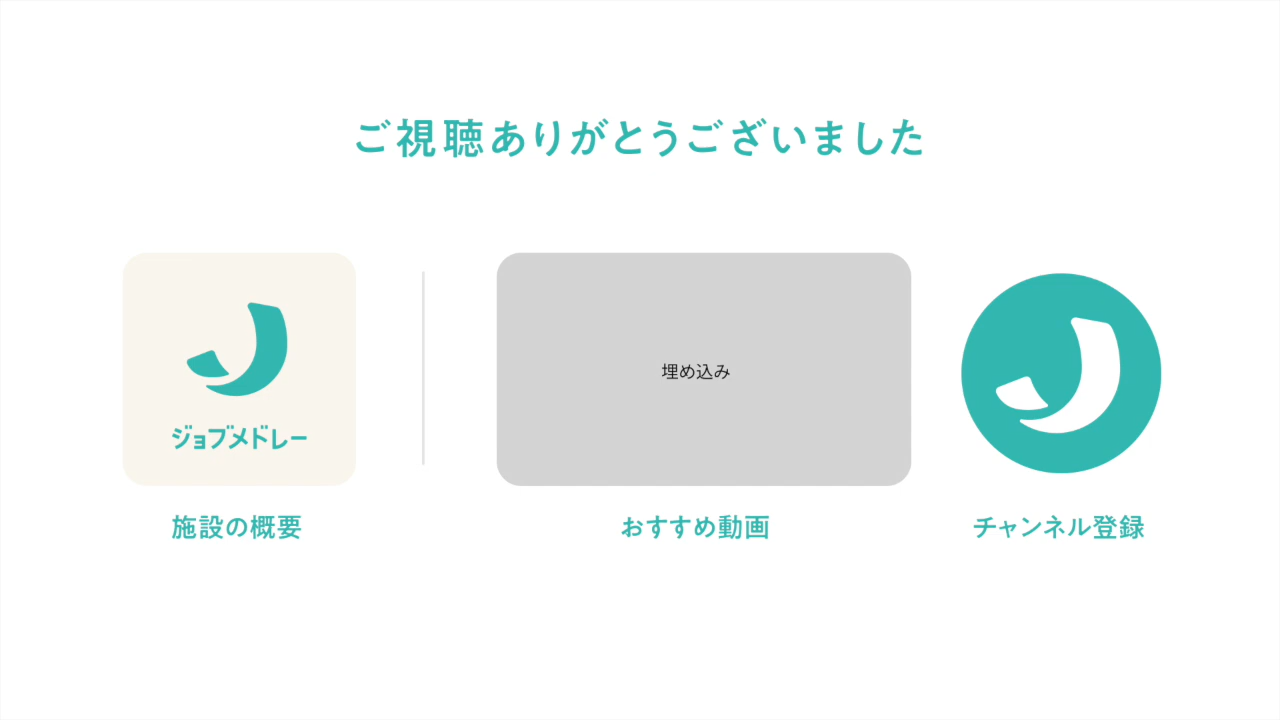 ご視聴ありがとうございました
ジョブメドレー
埋め込み
施設の概要
おすすめ動画
チャンネル登録